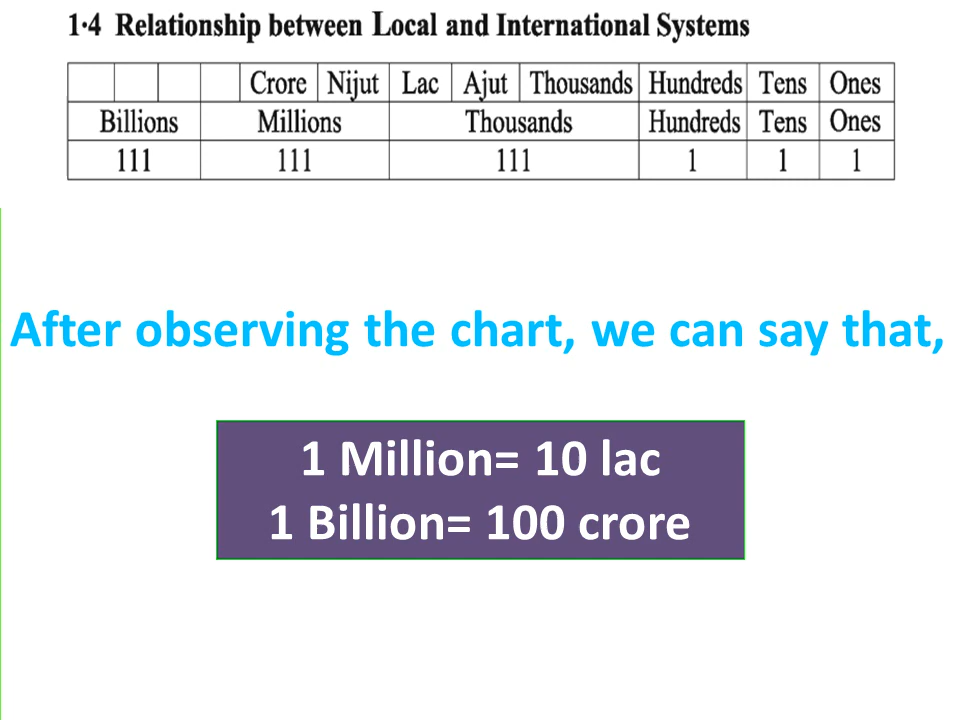 1·4 Relationship between Local and International Systems
Crore Nijut Lac Ajut Thousands Hundreds Tens Ones
Billions Millions Thousands Hundreds Tens Ones
111 111 111 1 1 1
After observing the chart, we can say that,
1 Million= 10 lac
1 Billion= 100 crore